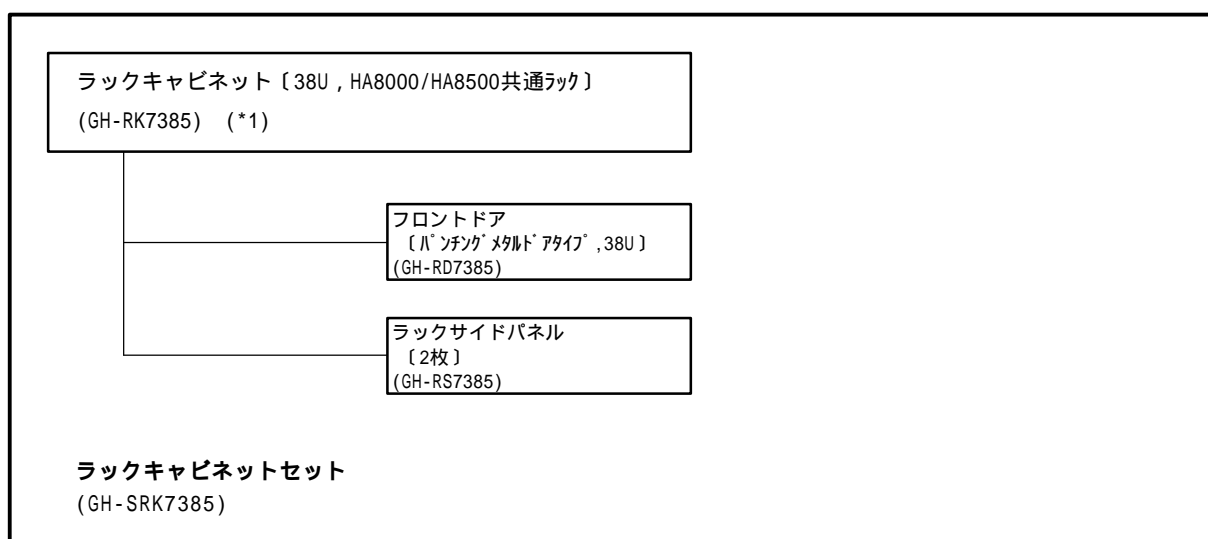 ラックキャビネット〔38U , HA8000/HA8500共通ﾗｯｸ〕
(GH-RK7385) (*1)
フロントドア
〔ﾊﾟﾝﾁﾝｸﾞﾒﾀﾙﾄﾞｱﾀｲﾌﾟ,38U〕
(GH-RD7385)
ラックサイドパネル
〔2枚〕
(GH-RS7385)
ラックキャビネットセット
(GH-SRK7385)